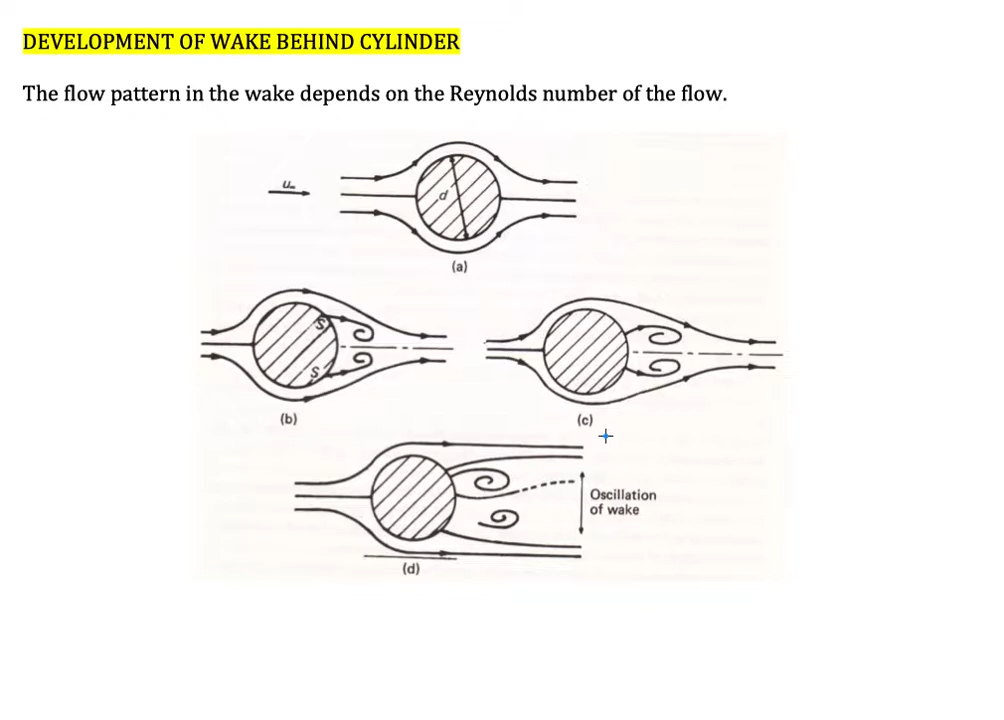 DEVELOPMENT OF WAKE BEHIND CYLINDER
The flow pattern in the wake depends on the Reynolds number of the flow.
U∞
d
(a)
S
S
(b)
(c)
Oscillation
of wake
(d)